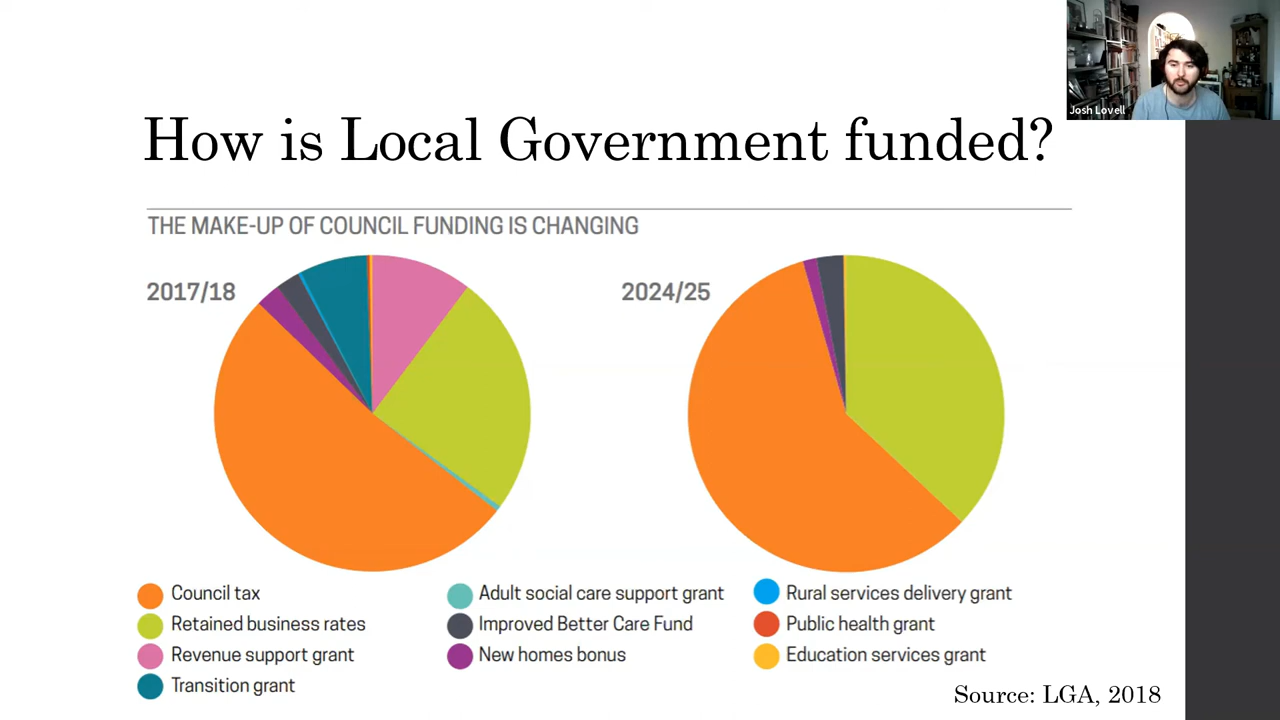 Josh Lovell
How is Local Government funded?
THE MAKE-UP OF COUNCIL FUNDING IS CHANGING
2017/18
2024/25
Council tax
Retained business rates
Revenue support grant
Transition grant
Adult social care support grant
Improved Better Care Fund
New homes bonus
Rural services delivery grant
Public health grant
Education services grant
Source: LGA, 2018